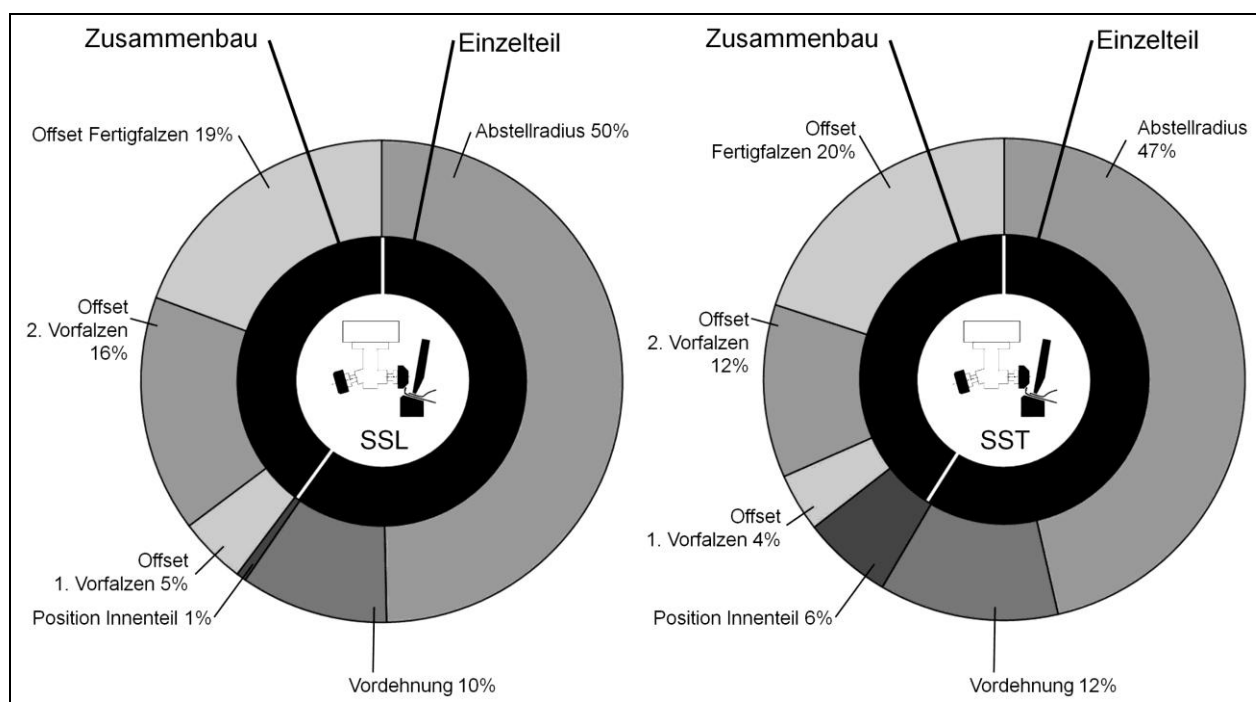 Zusammenbau
Einzelteil
Offset Fertigfalzen 19%
Abstellradius 50%
Offset
2. Vorfalzen
16%
SSL
Offset
1. Vorfalzen 5%
Position Innenteil 1%
Vordehnung 10%
Zusammenbau
Einzelteil
Offset
Fertigfalzen 20%
Abstellradius
47%
Offset
2. Vorfalzen
12%
SST
Offset
1. Vorfalzen 4%
Position Innenteil 6%
Vordehnung 12%